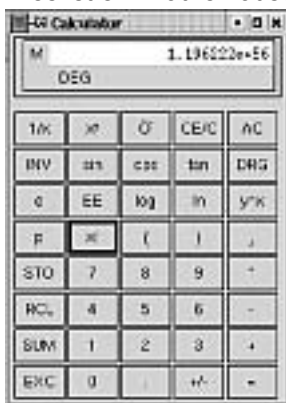 Calculator
M 1.196222e+56
DEG
1/x x² CE/C AC
INV sin cos tan DRG
e EE log ln y^x
p x! ( )
STO 7 8 9
RCL 4 5 6 -
SUM 1 2 3 +
EXC 0 . +/- =